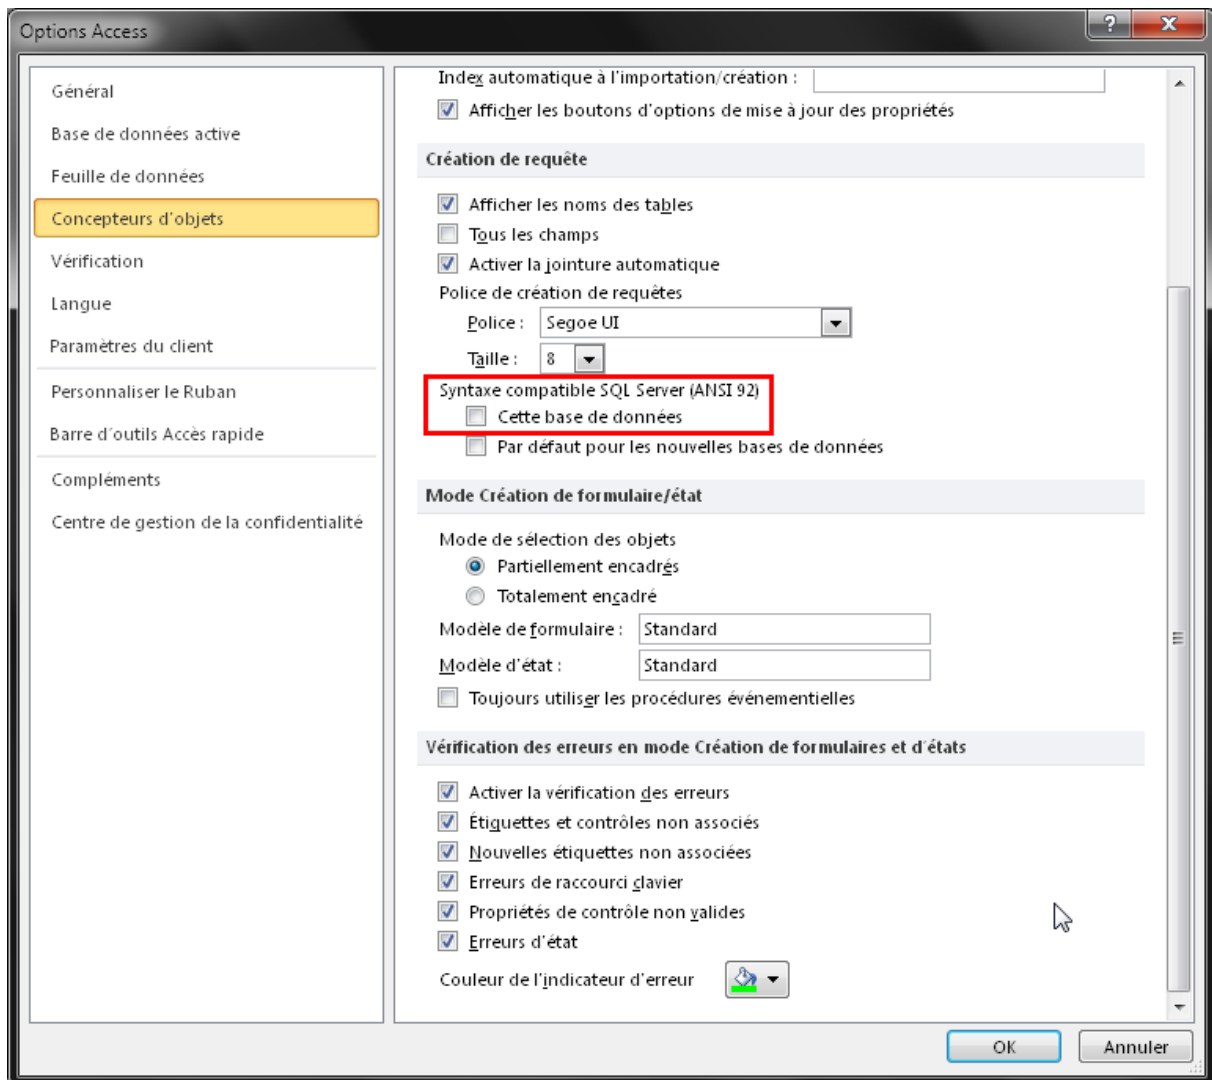 Options Access
?
X
Général
Base de données active
Feuille de données
Concepteurs d'objets
Vérification
Langue
Paramètres du client
Personnaliser le Ruban
Barre d'outils Accès rapide
Compléments
Centre de gestion de la confidentialité
Index automatique à l'importation/création :
Afficher les boutons d'options de mise à jour des propriétés
Création de requête
Afficher les noms des tables
Tous les champs
Activer la jointure automatique
Police de création de requêtes
Police : Segoe UI
Taille : 8
Syntaxe compatible SQL Server (ANSI 92)
Cette base de données
Par défaut pour les nouvelles bases de données
Mode Création de formulaire/état
Mode de sélection des objets
Partiellement encadrés
Totalement encadré
Modèle de formulaire : Standard
Modèle d'état : Standard
Toujours utiliser les procédures événementielles
Vérification des erreurs en mode Création de formulaires et d'états
Activer la vérification des erreurs
Étiquettes et contrôles non associés
Nouvelles étiquettes non associées
Erreurs de raccourci clavier
Propriétés de contrôle non valides
Erreurs d'état
Couleur de l'indicateur d'erreur
OK
Annuler